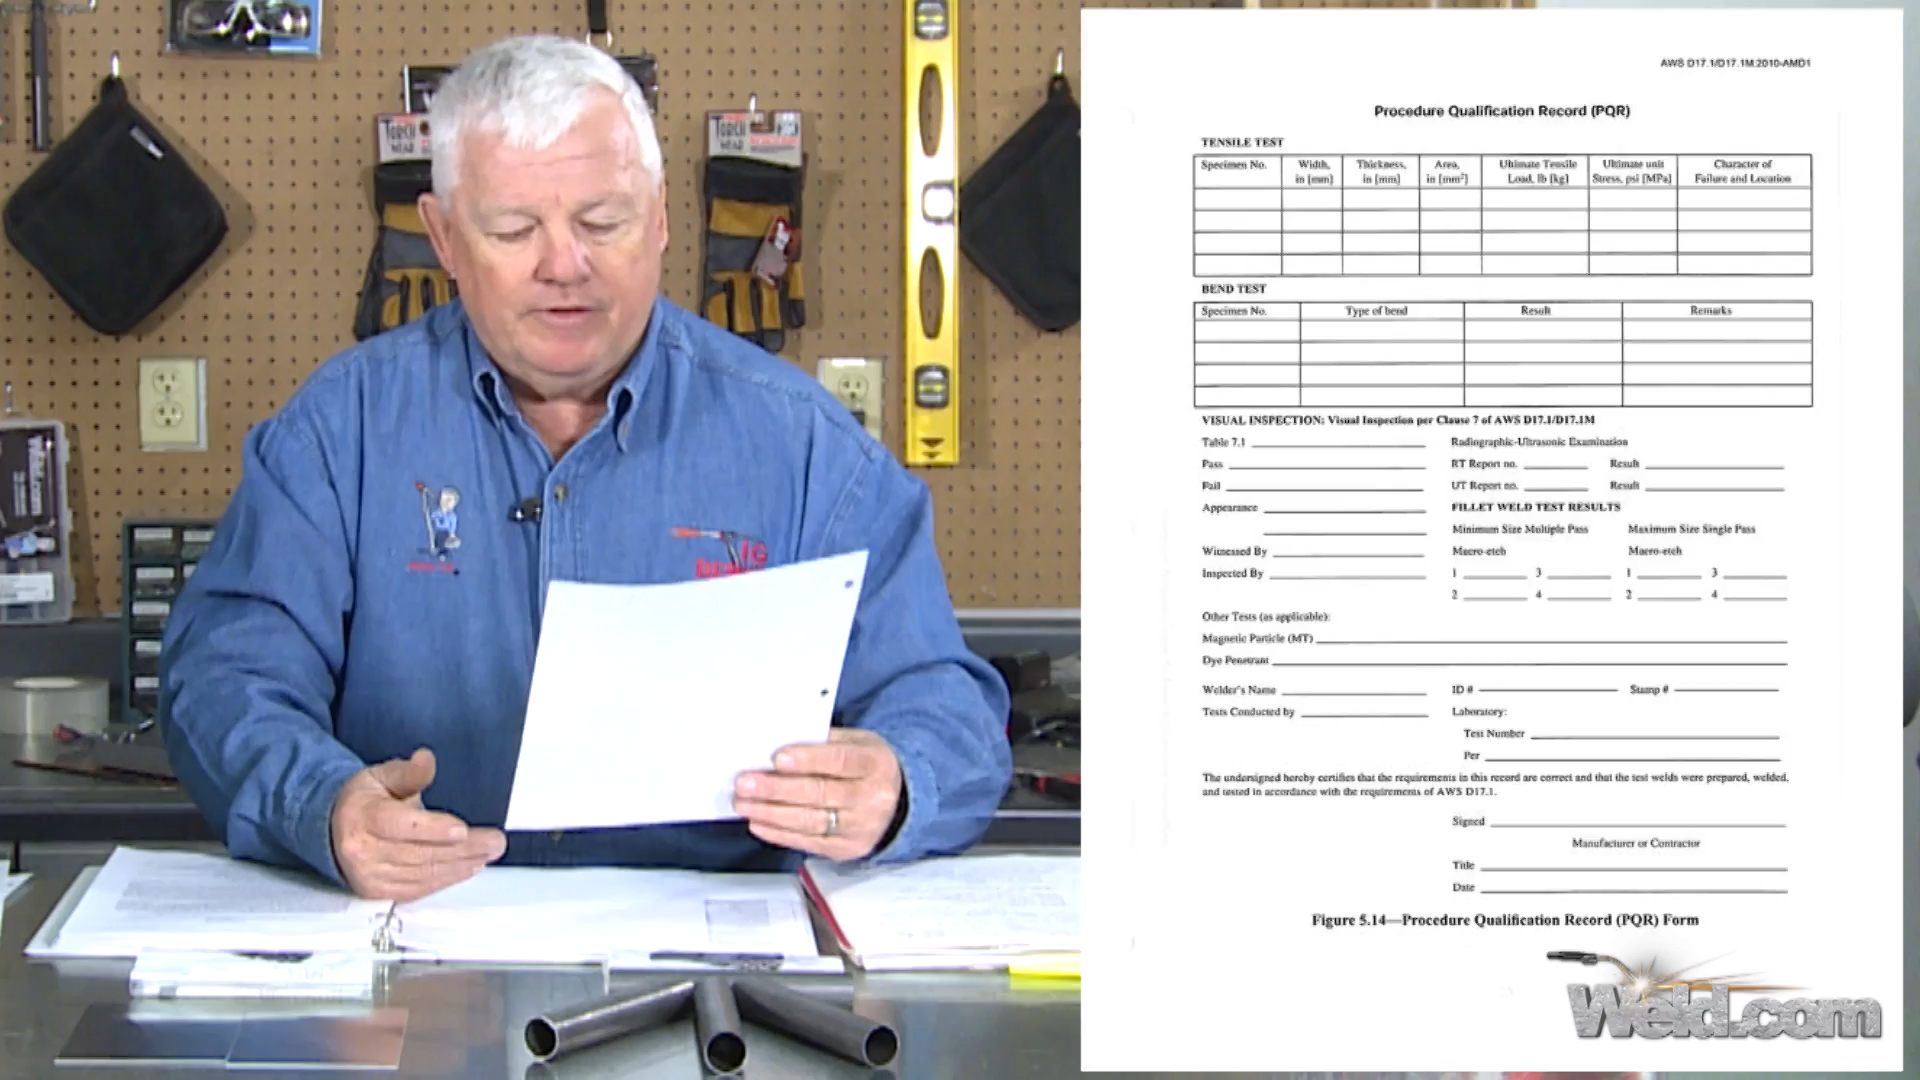 AWS D17.1/D17.1M:2010-AMD1
Procedure Qualification Record (PQR)
TENSILE TEST
Specimen No. Width, in [mm] Thickness, in [mm] Area, in [mm²] Ultimate Tensile Load, lb [kg] Ultimate unit Stress, psi [MPa] Character of Failure and Location
BEND TEST
Specimen No. Type of bend Result Remarks
VISUAL INSPECTION: Visual Inspection per Clause 7 of AWS D17.1/D17.1M
Table 7.1 Radiographic-Ultrasonic Examination
Pass RT Report no. Result
Fail UT Report no. Result
Appearance FILLET WELD TEST RESULTS
Minimum Size Multiple Pass Maximum Size Single Pass
Witnessed By Macro-etch Macro-etch
Inspected By 1 3 1 3
2 4 2 4
Other Tests (as applicable):
Magnetic Particle (MT)
Dye Penetrant
Welder's Name ID # Stamp #
Tests Conducted by Laboratory:
Test Number
Per
The undersigned hereby certifies that the requirements in this record are correct and that the test welds were prepared, welded,
and tested in accordance with the requirements of AWS D17.1.
Signed
Manufacturer or Contractor
Title
Date
Figure 5.14—Procedure Qualification Record (PQR) Form
Weld.com
TORCH WEAR
TORCH WEAR